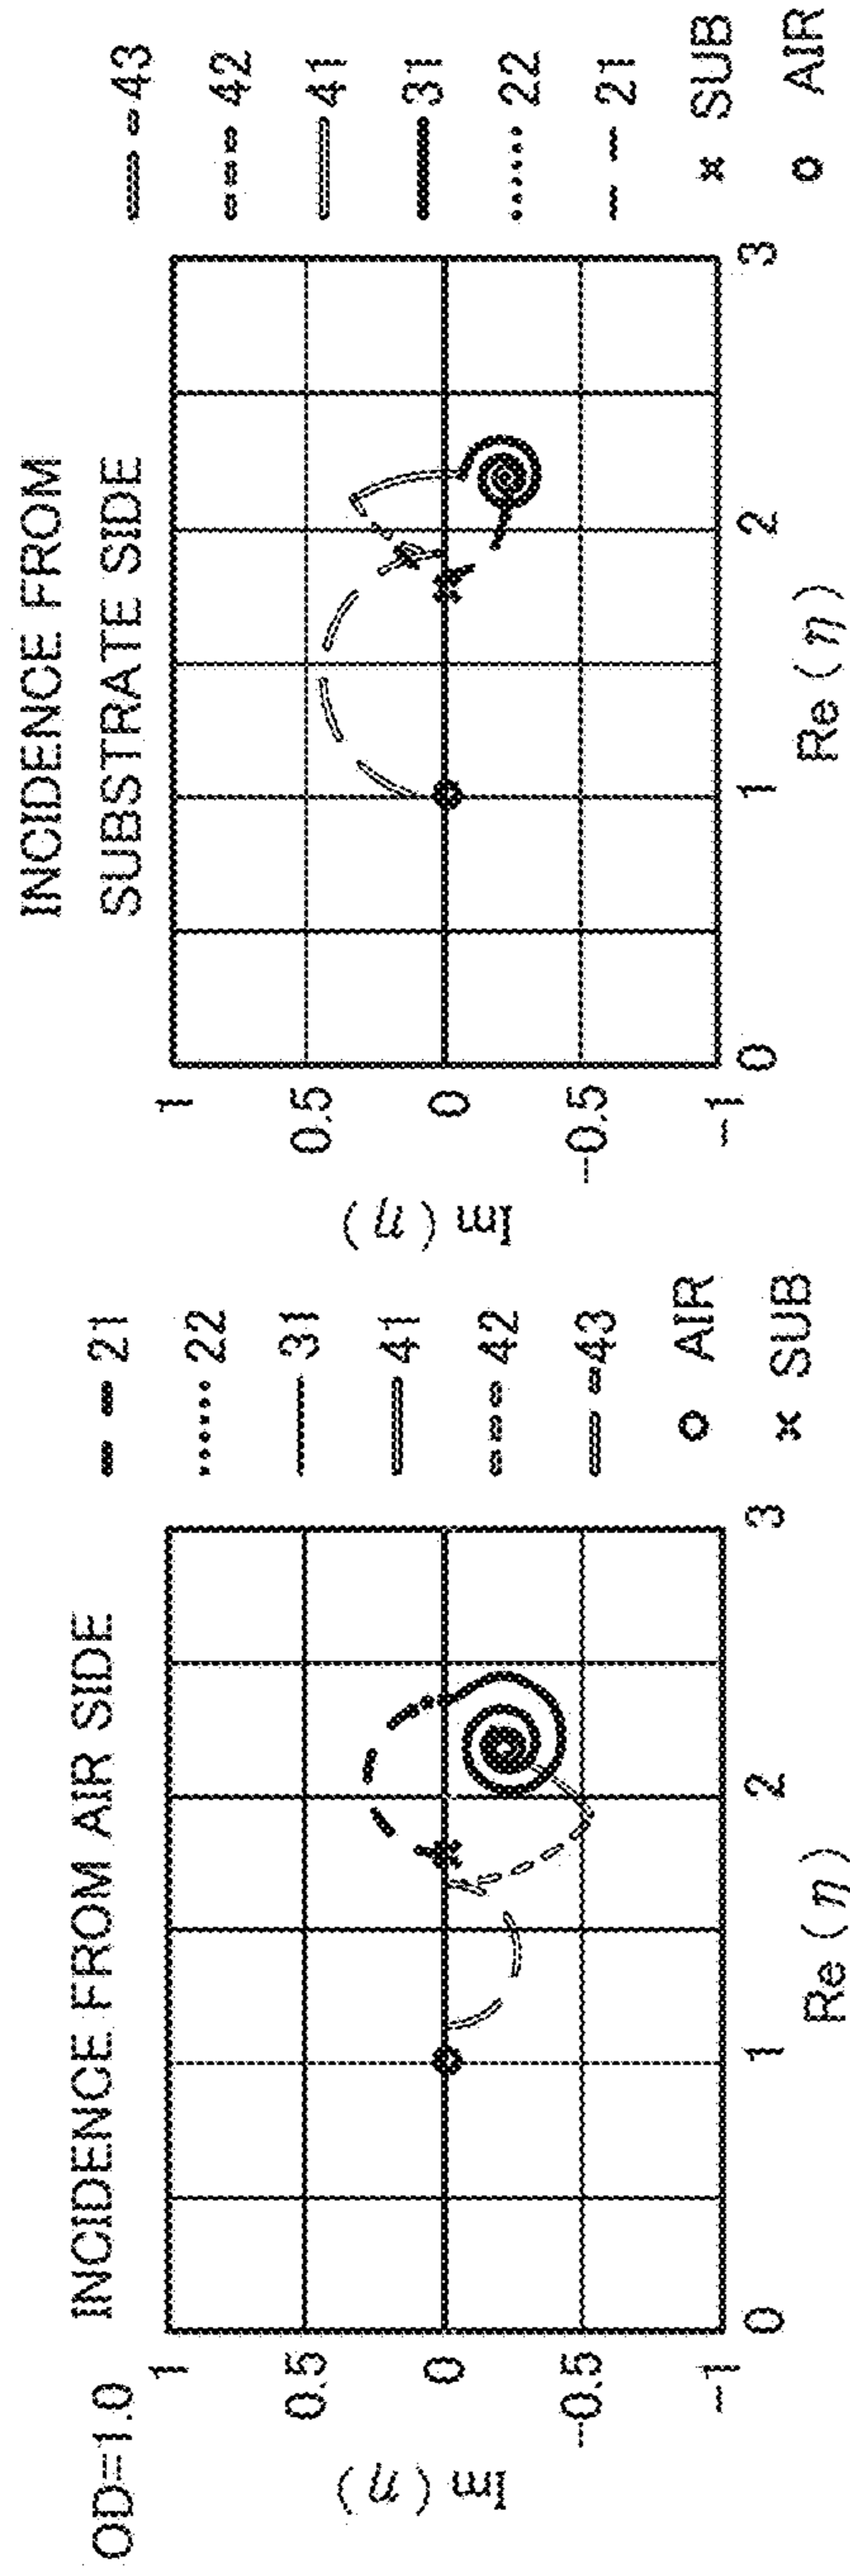 OD=1.0
INCIDENCE FROM AIR SIDE
1
0.5
0
-0.5
-1
Im(η)
0
1
2
3
Re(η)
21
22
31
41
42
43
AIR
SUB
INCIDENCE FROM
SUBSTRATE SIDE
1
0.5
0
-0.5
-1
Im(η)
0
1
2
3
Re(η)
43
42
41
31
22
21
SUB
AIR